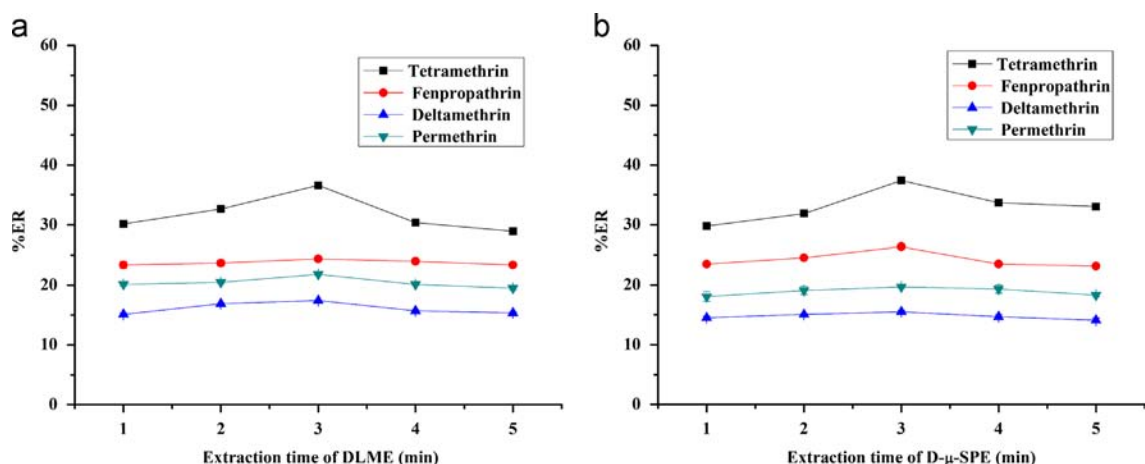 a
60
50
40
30
20
10
0
%ER
Tetramethrin
Fenpropathrin
Deltamethrin
Permethrin
1 2 3 4 5
Extraction time of DLME (min)
b
60
50
40
30
20
10
0
%ER
Tetramethrin
Fenpropathrin
Deltamethrin
Permethrin
1 2 3 4 5
Extraction time of D-μ-SPE (min)